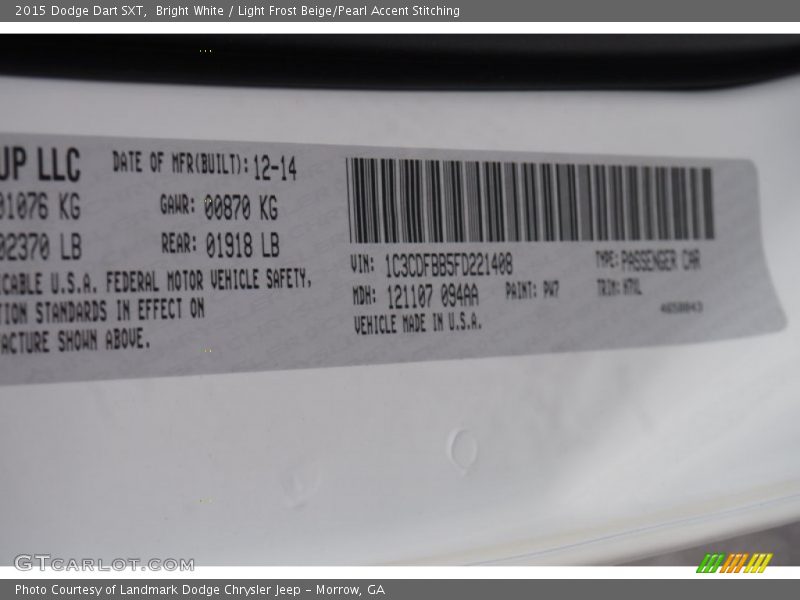 2015 Dodge Dart SXT, Bright White / Light Frost Beige/Pearl Accent Stitching
UP LLC DATE OF MFR(BUILT): 12-14
01076 KG GAWR: 00870 KG
02370 LB REAR: 01918 LB
ICABLE U.S.A. FEDERAL MOTOR VEHICLE SAFETY,
TION STANDARDS IN EFFECT ON
FACTURE SHOWN ABOVE.
VIN: 1C3CDFBB5FD221408 TYPE: PASSENGER CAR
MDH: 121107 094AA PAINT: PW7 TRIM:
VEHICLE MADE IN U.S.A.
GTCARLOT.COM
Photo Courtesy of Landmark Dodge Chrysler Jeep - Morrow, GA